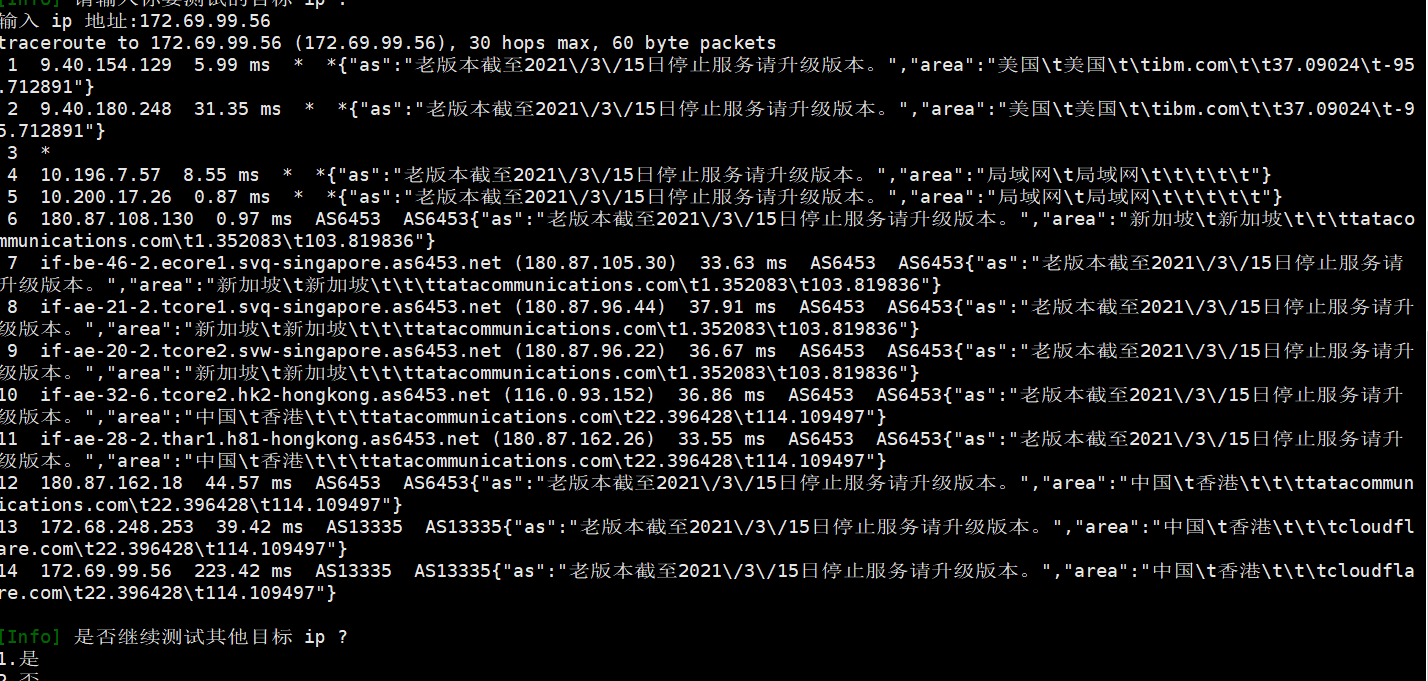 [Info] 请输入你要测试的目标 ip :
输入 ip 地址:172.69.99.56
traceroute to 172.69.99.56 (172.69.99.56), 30 hops max, 60 byte packets
1  9.40.154.129  5.99 ms  *  *{"as":"老版本截至2021\/3\/15日停止服务请升级版本。","area":"美国\t美国\t\tibm.com\t\t37.09024\t-95
.712891"}
2  9.40.180.248  31.35 ms  *  *{"as":"老版本截至2021\/3\/15日停止服务请升级版本。","area":"美国\t美国\t\tibm.com\t\t37.09024\t-9
5.712891"}
3  *
4  10.196.7.57  8.55 ms  *  *{"as":"老版本截至2021\/3\/15日停止服务请升级版本。","area":"局域网\t局域网\t\t\t\t\t"}
5  10.200.17.26  0.87 ms  *  *{"as":"老版本截至2021\/3\/15日停止服务请升级版本。","area":"局域网\t局域网\t\t\t\t\t"}
6  180.87.108.130  0.97 ms  AS6453  AS6453{"as":"老版本截至2021\/3\/15日停止服务请升级版本。","area":"新加坡\t新加坡\t\t\ttataco
mmunications.com\t1.352083\t103.819836"}
7  if-be-46-2.ecore1.svq-singapore.as6453.net (180.87.105.30)  33.63 ms  AS6453  AS6453{"as":"老版本截至2021\/3\/15日停止服务请
升级版本。","area":"新加坡\t新加坡\t\t\ttatacommunications.com\t1.352083\t103.819836"}
8  if-ae-21-2.tcore1.svq-singapore.as6453.net (180.87.96.44)  37.91 ms  AS6453  AS6453{"as":"老版本截至2021\/3\/15日停止服务请升
级版本。","area":"新加坡\t新加坡\t\t\ttatacommunications.com\t1.352083\t103.819836"}
9  if-ae-20-2.tcore2.svw-singapore.as6453.net (180.87.96.22)  36.67 ms  AS6453  AS6453{"as":"老版本截至2021\/3\/15日停止服务请升
级版本。","area":"新加坡\t新加坡\t\t\ttatacommunications.com\t1.352083\t103.819836"}
10  if-ae-32-6.tcore2.hk2-hongkong.as6453.net (116.0.93.152)  36.86 ms  AS6453  AS6453{"as":"老版本截至2021\/3\/15日停止服务请升
级版本。","area":"中国\t香港\t\t\ttatacommunications.com\t22.396428\t114.109497"}
11  if-ae-28-2.thar1.h81-hongkong.as6453.net (180.87.162.26)  33.55 ms  AS6453  AS6453{"as":"老版本截至2021\/3\/15日停止服务请升
级版本。","area":"中国\t香港\t\t\ttatacommunications.com\t22.396428\t114.109497"}
12  180.87.162.18  44.57 ms  AS6453  AS6453{"as":"老版本截至2021\/3\/15日停止服务请升级版本。","area":"中国\t香港\t\t\ttatacommun
ications.com\t22.396428\t114.109497"}
13  172.68.248.253  39.42 ms  AS13335  AS13335{"as":"老版本截至2021\/3\/15日停止服务请升级版本。","area":"中国\t香港\t\t\tcloudfl
are.com\t22.396428\t114.109497"}
14  172.69.99.56  223.42 ms  AS13335  AS13335{"as":"老版本截至2021\/3\/15日停止服务请升级版本。","area":"中国\t香港\t\t\tcloudfla
re.com\t22.396428\t114.109497"}
[Info] 是否继续测试其他目标 ip ?
1.是
2.否